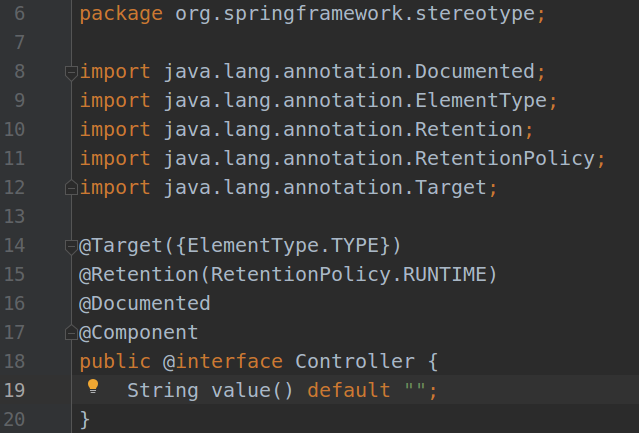 6 package org.springframework.stereotype;
7
8 import java.lang.annotation.Documented;
9 import java.lang.annotation.ElementType;
10 import java.lang.annotation.Retention;
11 import java.lang.annotation.RetentionPolicy;
12 import java.lang.annotation.Target;
13
14 @Target({ElementType.TYPE})
15 @Retention(RetentionPolicy.RUNTIME)
16 @Documented
17 @Component
18 public @interface Controller {
19     String value() default "";
20 }